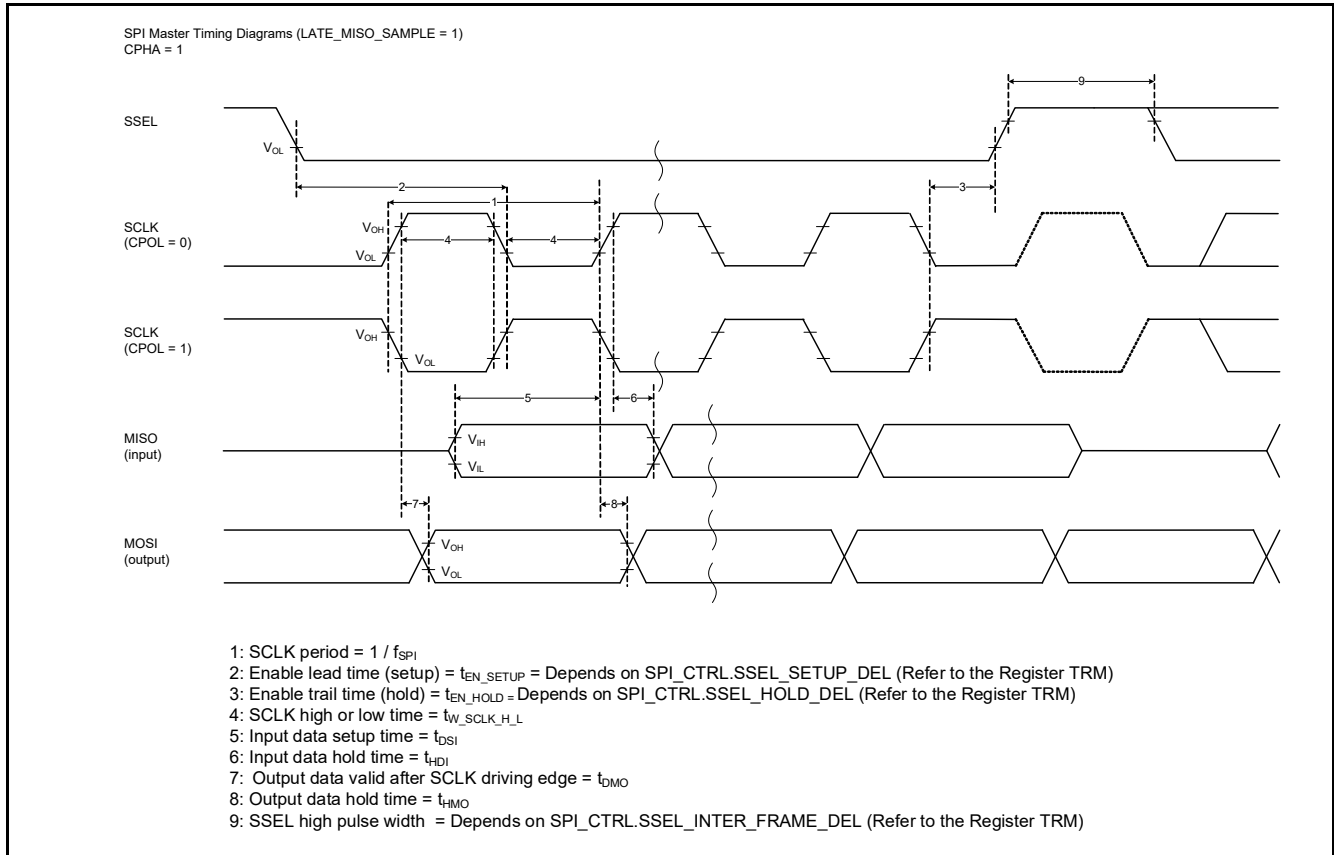 SPI Master Timing Diagrams (LATE_MISO_SAMPLE = 1)
CPHA = 1
9
SSEL
VOL
3
2
1
SCLK
(CPOL = 0)
VOH
4
4
VOL
SCLK
(CPOL = 1)
VOH
VOL
5
6
MISO
(input)
VIH
VIL
7
8
MOSI
(output)
VOH
VOL
1: SCLK period = 1 / fSPI
2: Enable lead time (setup) = tEN_SETUP = Depends on SPI_CTRL.SSEL_SETUP_DEL (Refer to the Register TRM)
3: Enable trail time (hold) = tEN_HOLD = Depends on SPI_CTRL.SSEL_HOLD_DEL (Refer to the Register TRM)
4: SCLK high or low time = tW_SCLK_H_L
5: Input data setup time = tDSI
6: Input data hold time = tHDI
7: Output data valid after SCLK driving edge = tDMO
8: Output data hold time = tHMO
9: SSEL high pulse width = Depends on SPI_CTRL.SSEL_INTER_FRAME_DEL (Refer to the Register TRM)